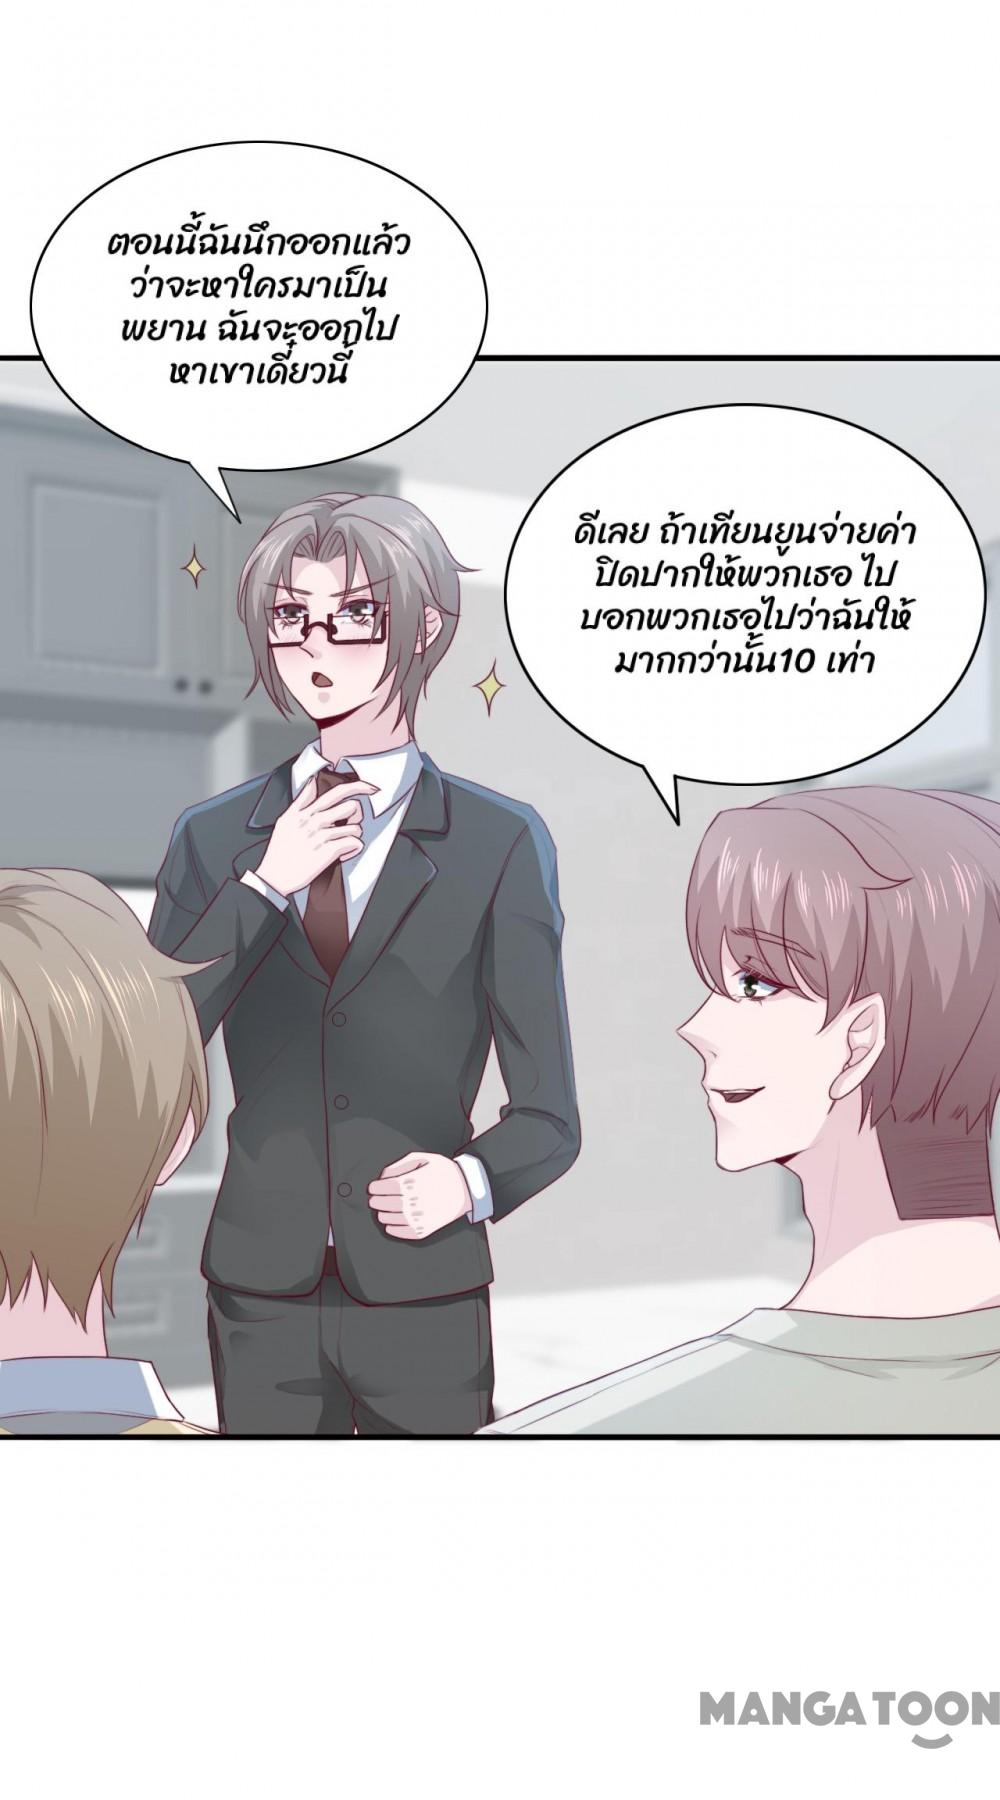 ตอนนี้ฉันนึกออกแล้ว
ว่าจะหาใครมาเป็น
พยาน ฉันจะออกไป
หาเขาเดี๋ยวนี้
ดีเลย ถ้าเทียนยูนจ่ายค่า
ปิดปากให้พวกเธอ ไป
บอกพวกเธอไปว่าฉันให้
มากกว่านั้น10 เท่า
MANGATOON